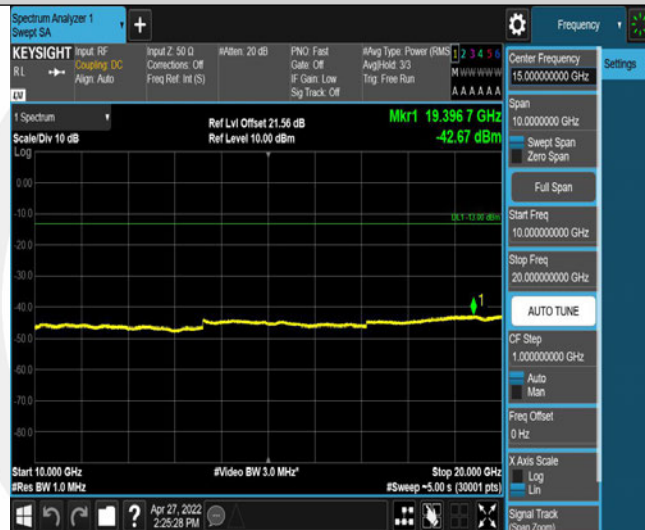 Spectrum Analyzer 1
Swept SA
Frequency
KEYSIGHT
RL
Input: RF
Coupling: DC
Align: Auto
Input Z: 50 Ω
Corrections: Off
Freq Ref: Int (S)
#Atten: 20 dB
PNO: Fast
Gate: Off
IF Gain: Low
Sig Track: Off
#Avg Type: Power (RMS
Avg|Hold: 3/3
Trig: Free Run
1 2 3 4 5 6
M W W W W W
A A A A A A
1 Spectrum
Scale/Div 10 dB
Log
Ref Lvl Offset 21.56 dB
Ref Level 10.00 dBm
Mkr1 19.396 7 GHz
-42.67 dBm
0.00
-10.0
-20.0
-30.0
-40.0
-50.0
-60.0
-70.0
-80.0
DL1 -13.00 dBm
1
Start 10.000 GHz
#Res BW 1.0 MHz
#Video BW 3.0 MHz*
Stop 20.000 GHz
#Sweep ~5.00 s (30001 pts)
Apr 27, 2022
2:25:28 PM
Settings
Center Frequency
15.000000000 GHz
Span
10.0000000 GHz
Swept Span
Zero Span
Full Span
Start Freq
10.000000000 GHz
Stop Freq
20.000000000 GHz
AUTO TUNE
CF Step
1.000000000 GHz
Auto
Man
Freq Offset
0 Hz
X Axis Scale
Log
Lin
Signal Track
(Span Zoom)